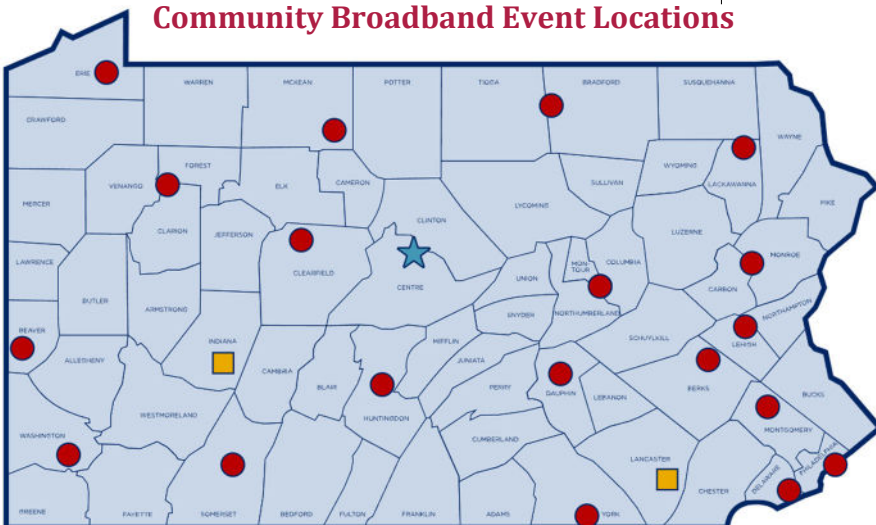 Community Broadband Event Locations
ERIE
WARREN
MCKEAN
POTTER
TIOGA
BRADFORD
SUSQUEHANNA
CRAWFORD
WAYNE
FOREST
WYOMING
VENANGO
ELK
CAMERON
SULLIVAN
LACKAWANNA
MERCER
CLINTON
LYCOMING
PIKE
CLARION
JEFFERSON
LUZERNE
LAWRENCE
CLEARFIELD
MON
TOUR
COLUMBIA
MONROE
UNION
CENTRE
CARBON
BUTLER
ARMSTRONG
SNYDER
NORTHUMBERLAND
NORTHAMPTON
BEAVER
INDIANA
MIFFLIN
SCHUYLKILL
LEHIGH
ALLEGHENY
CAMBRIA
BLAIR
JUNIATA
PERRY
DAUPHIN
LEBANON
BERKS
BUCKS
WESTMORELAND
HUNTINGDON
MONTGOMERY
WASHINGTON
CUMBERLAND
LANCASTER
PHILADELPHIA
DELAWARE
CHESTER
GREENE
FAYETTE
SOMERSET
BEDFORD
FULTON
FRANKLIN
ADAMS
YORK